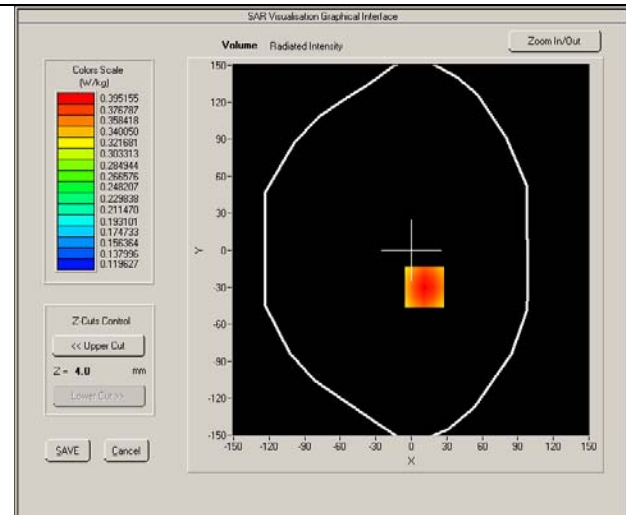 SAR Visualisation Graphical Interface
Volume Radiated Intensity
Zoom In/Out
Colors Scale
(W/kg)
0.395155
0.376787
0.358418
0.340050
0.321681
0.303313
0.284944
0.266576
0.248207
0.229838
0.211470
0.193101
0.174733
0.156364
0.137996
0.119627
Z-Cuts Control
<< Upper Cut
Z = 4.0 mm
Lower Cut >>
SAVE
Cancel
150
120
90
60
30
0
-30
-60
-90
-120
-150
Y
-150 -120 -90 -60 -30 0 30 60 90 120 150
X